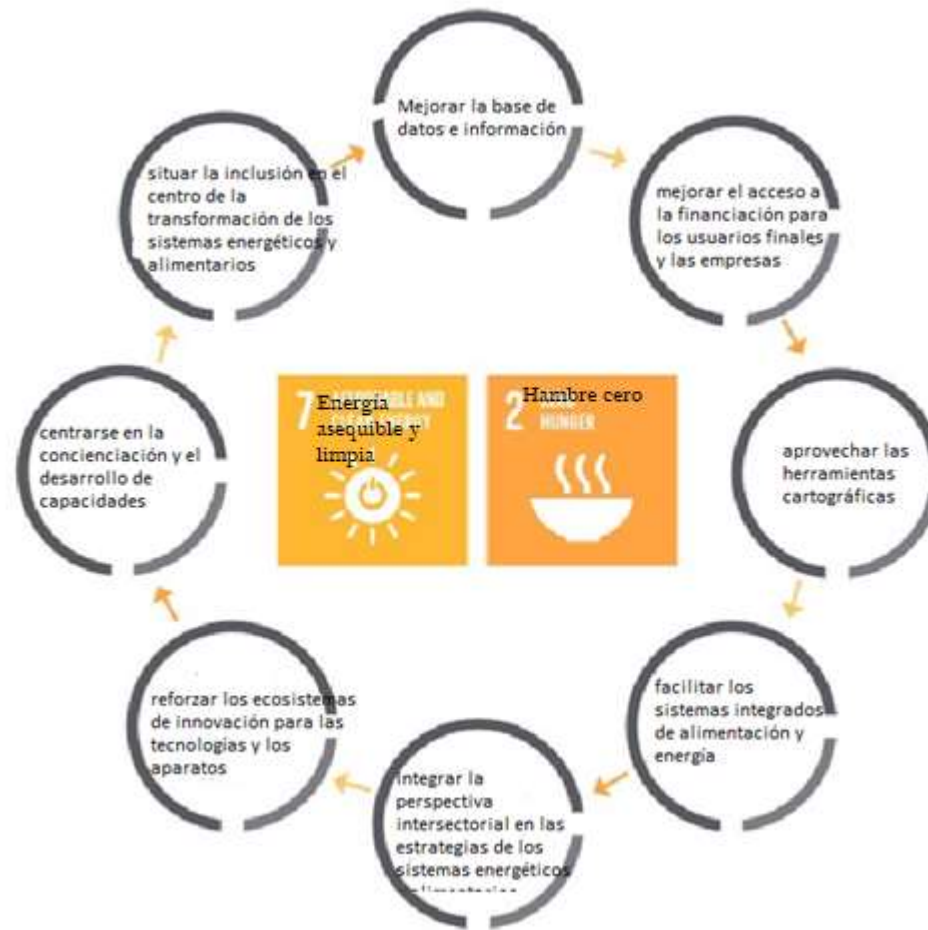 Mejorar la base de
datos e información
mejorar el acceso a
la financiación para
los usuarios finales
y las empresas
aprovechar las
herramientas
cartográficas
facilitar los
sistemas integrados
de alimentación y
energía
integrar la
perspectiva
intersectorial en las
estrategias de los
sistemas energéticos
reforzar los ecosistemas
de innovación para las
tecnologías y los
aparatos
centrarse en la
concienciación y el
desarrollo de
capacidades
situar la inclusión en el
centro de la
transformación de los
sistemas energéticos y
alimentarios
7
Energía
asequible y
limpia
2
Hambre cero
HUNGER